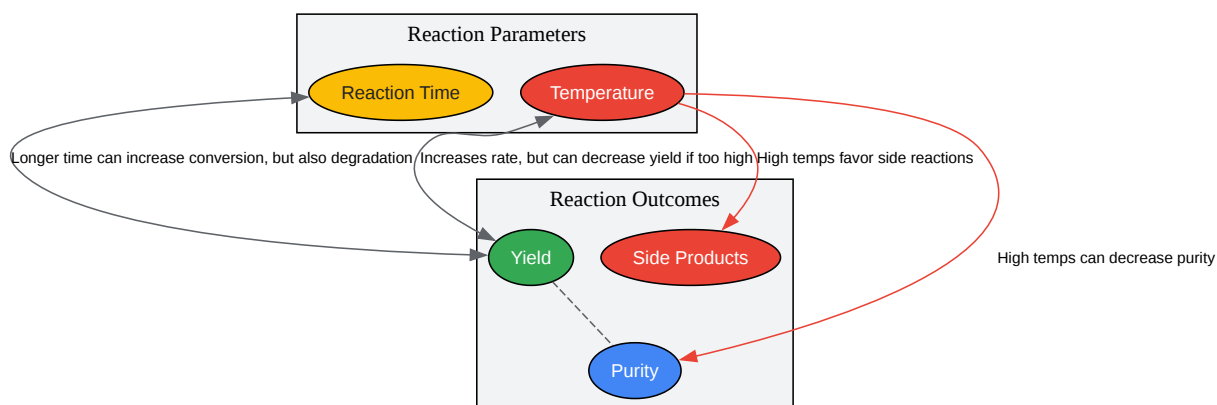 Reaction Parameters
Reaction Time
Temperature
Longer time can increase conversion, but also degradation
Increases rate, but can decrease yield if too high
High temps favor side reactions
Reaction Outcomes
Yield
Side Products
High temps can decrease purity
Purity